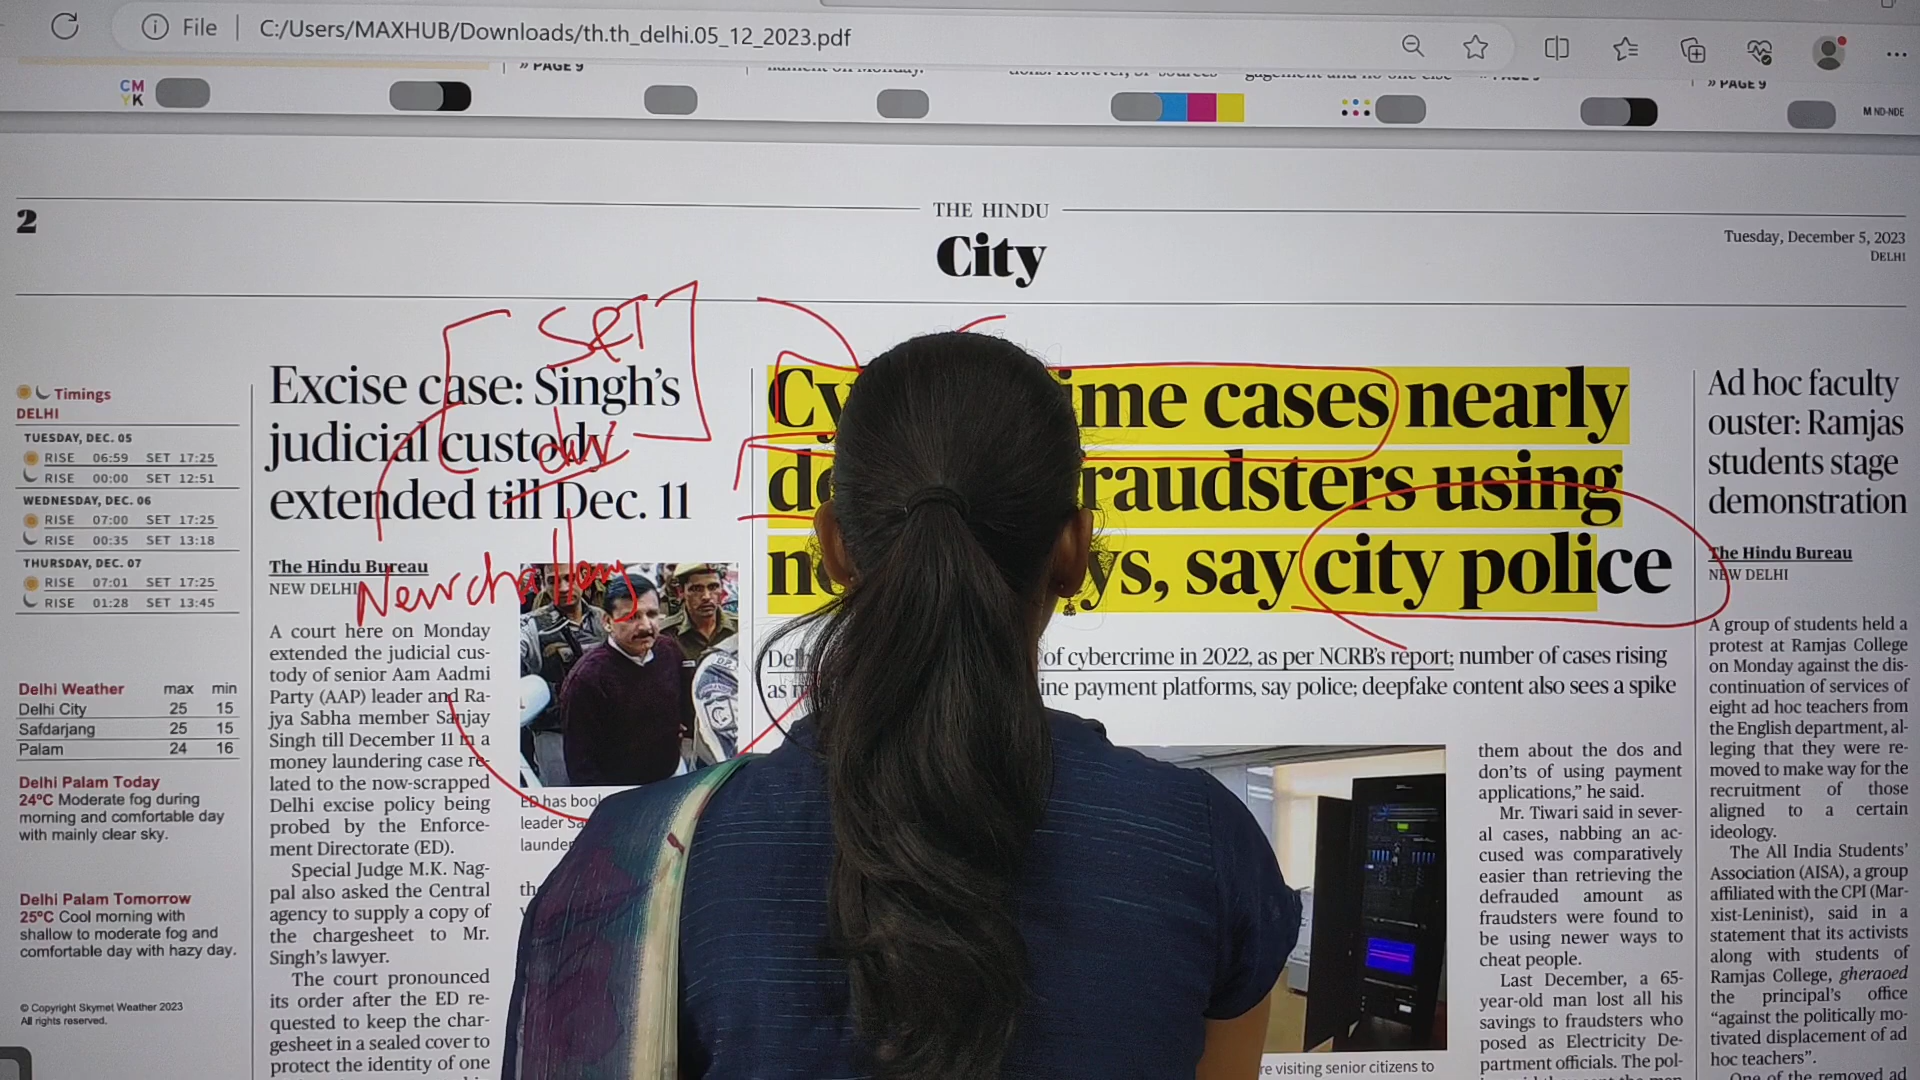 File C:/Users/MAXHUB/Downloads/th.th_delhi.05_12_2023.pdf
» PAGE 9
» PAGE 9
CM
YK
M ND-NDE
2
THE HINDU
City
Tuesday, December 5, 2023
DELHI
Timings
DELHI
TUESDAY, DEC. 05
RISE 06:59 SET 17:25
RISE 00:00 SET 12:51
WEDNESDAY, DEC. 06
RISE 07:00 SET 17:25
RISE 00:35 SET 13:18
THURSDAY, DEC. 07
RISE 07:01 SET 17:25
RISE 01:28 SET 13:45
Delhi Weather max min
Delhi City 25 15
Safdarjang 25 15
Palam 24 16
Delhi Palam Today
24ºC Moderate fog during
morning and comfortable day
with mainly clear sky.
Delhi Palam Tomorrow
25ºC Cool morning with
shallow to moderate fog and
comfortable day with hazy day.
© Copyright Skymet Weather 2023
All rights reserved.
S&T
Excise case: Singh's
judicial custody
extended till Dec. 11
The Hindu Bureau
NEW DELHI
New
A court here on Monday
extended the judicial cus-
tody of senior Aam Aadmi
Party (AAP) leader and Ra-
jya Sabha member Sanjay
Singh till December 11 in a
money laundering case re-
lated to the now-scrapped
Delhi excise policy being
probed by the Enforce-
ment Directorate (ED).
Special Judge M.K. Nag-
pal also asked the Central
agency to supply a copy of
the chargesheet to Mr.
Singh's lawyer.
The court pronounced
its order after the ED re-
quested to keep the char-
gesheet in a sealed cover to
protect the identity of one
ED has
leader
cases nearly
using
say city police
of cybercrime in 2022, as per NCRB's report; number of cases rising
payment platforms, say police; deepfake content also sees a spike
visiting senior citizens to
them about the dos and
don'ts of using payment
applications," he said.
Mr. Tiwari said in sever-
al cases, nabbing an ac-
cused was comparatively
easier than retrieving the
defrauded amount as
fraudsters were found to
be using newer ways to
cheat people.
Last December, a 65-
year-old man lost all his
savings to fraudsters who
posed as Electricity De-
partment officials. The pol-
Ad hoc faculty
ouster: Ramjas
students stage
demonstration
The Hindu Bureau
NEW DELHI
A group of students held a
protest at Ramjas College
on Monday against the dis-
continuation of services of
eight ad hoc teachers from
the English department, al-
leging that they were re-
moved to make way for the
recruitment of those
aligned to a certain
ideology.
The All India Students'
Association (AISA), a group
affiliated with the CPI (Mar-
xist-Leninist), said in a
statement that its activists
along with students of
Ramjas College, gheraoed
the principal's office
"against the politically mo-
tivated displacement of ad
hoc teachers".
One of the removed ad